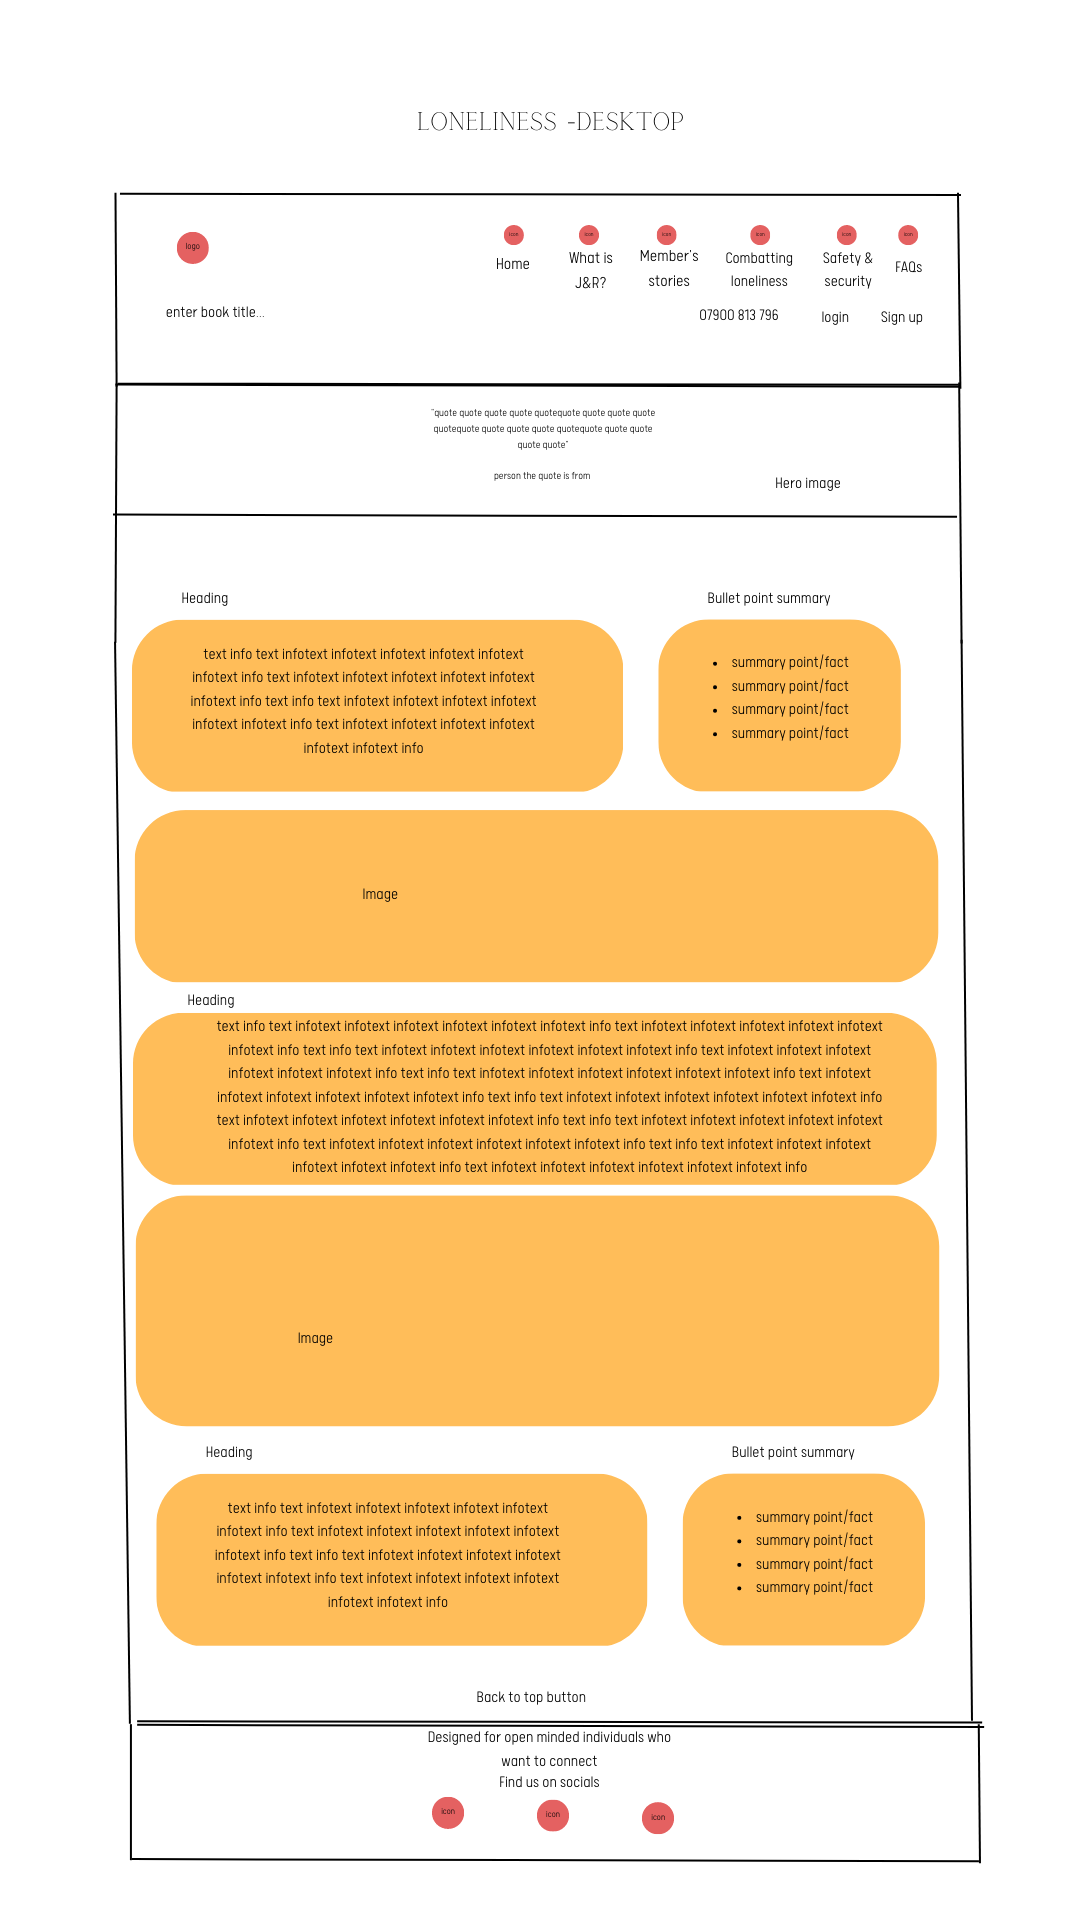 LONELINESS -DESKTOP
logo
icon icon icon icon icon icon
Home
What is
J&R?
Member's
stories
Combatting
loneliness
Safety &
security
FAQs
enter book title...
07900 813 796
login
Sign up
"quote quote quote quote quotequote quote quote quote
quotequote quote quote quote quotequote quote quote
quote quote"
person the quote is from
Hero image
Heading
text info text infotext infotext infotext infotext infotext
infotext info text infotext infotext infotext infotext infotext
infotext info text info text infotext infotext infotext infotext
infotext infotext info text infotext infotext infotext infotext
infotext infotext info
Bullet point summary
• summary point/fact
• summary point/fact
• summary point/fact
• summary point/fact
Image
Heading
text info text infotext infotext infotext infotext infotext infotext info text infotext infotext infotext infotext infotext
infotext info text info text infotext infotext infotext infotext infotext infotext info text infotext infotext infotext
infotext infotext infotext info text info text infotext infotext infotext infotext infotext infotext info text infotext
infotext infotext infotext infotext infotext info text info text infotext infotext infotext infotext infotext infotext info
text infotext infotext infotext infotext infotext infotext info text info text infotext infotext infotext infotext infotext
infotext info text infotext infotext infotext infotext infotext infotext info text info text infotext infotext infotext
infotext infotext infotext info text infotext infotext infotext infotext infotext infotext info
Image
Heading
text info text infotext infotext infotext infotext infotext
infotext info text infotext infotext infotext infotext infotext
infotext info text info text infotext infotext infotext infotext
infotext infotext info text infotext infotext infotext infotext
infotext infotext info
Bullet point summary
• summary point/fact
• summary point/fact
• summary point/fact
• summary point/fact
Back to top button
Designed for open minded individuals who
want to connect
Find us on socials
icon icon icon